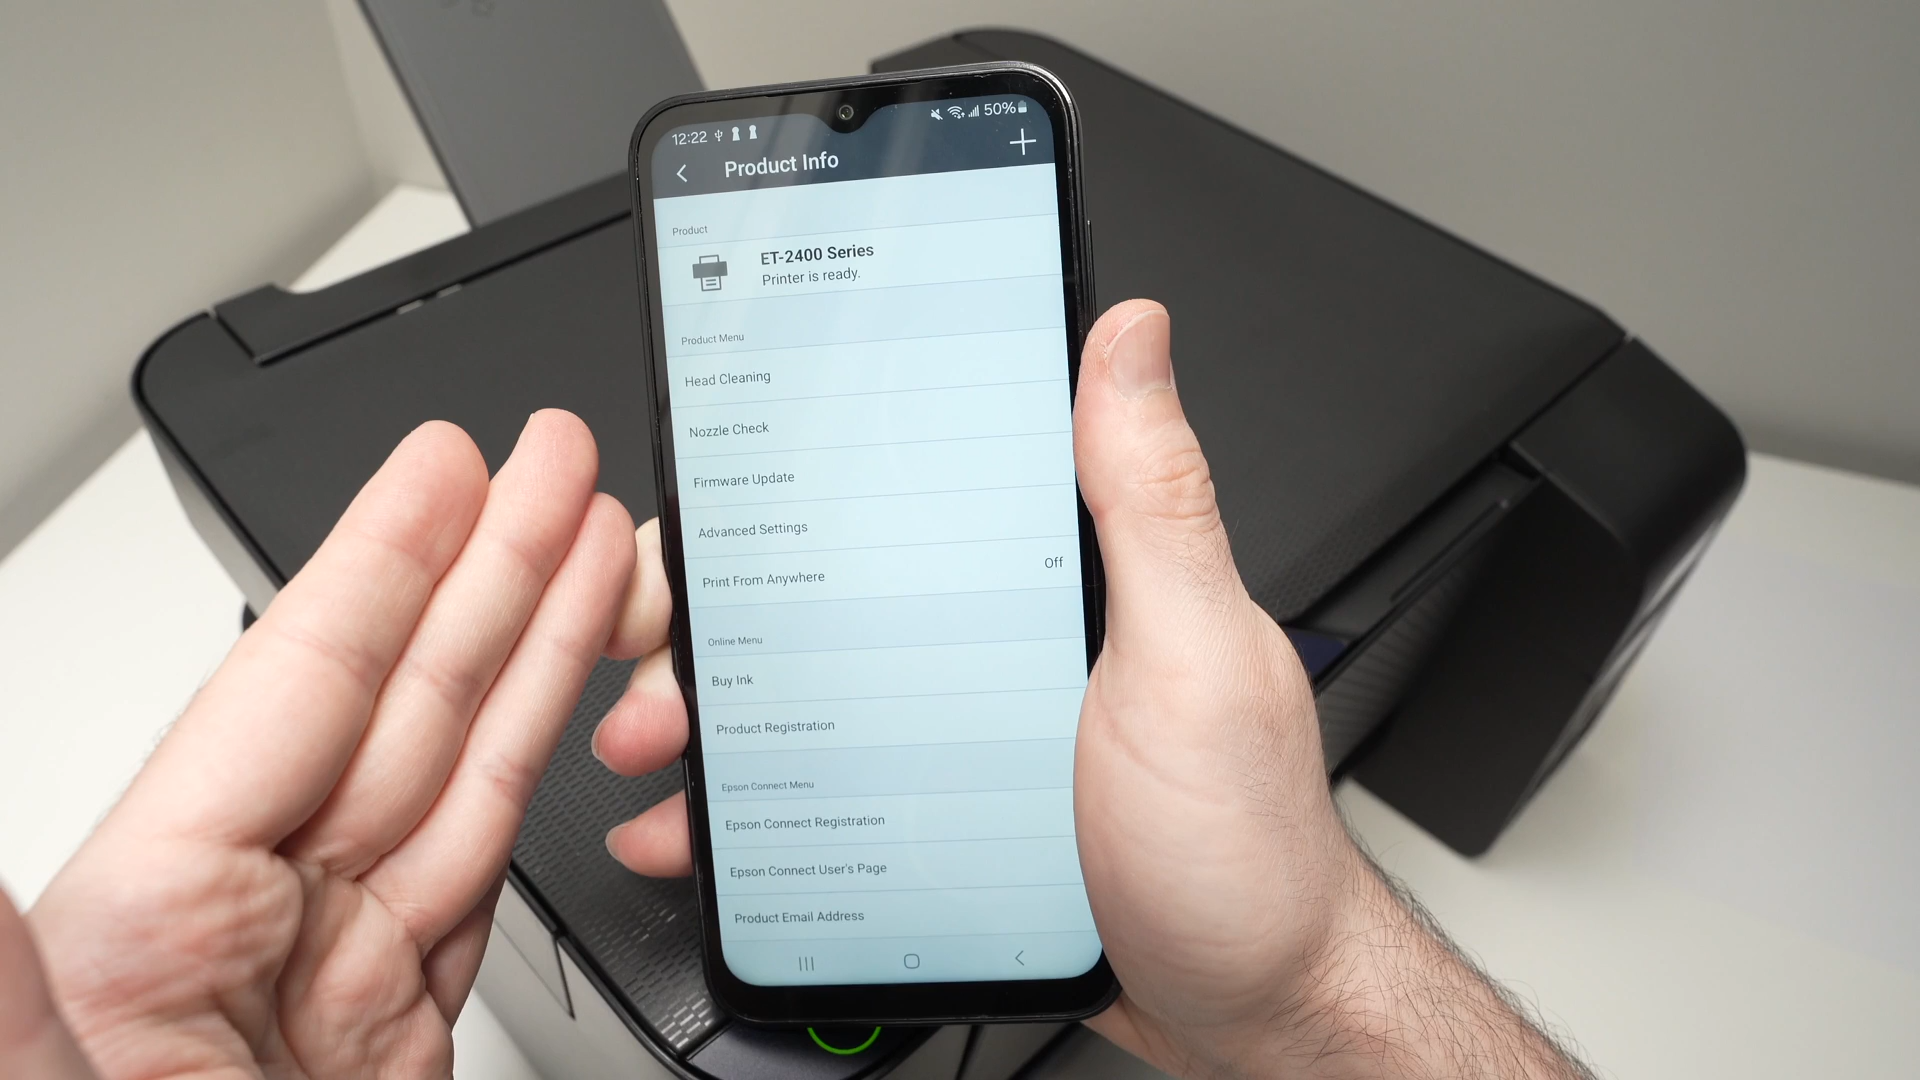 12:22 50%
Product Info
Product
ET-2400 Series
Printer is ready.
Product Menu
Head Cleaning
Nozzle Check
Firmware Update
Advanced Settings
Print From Anywhere Off
Online Menu
Buy Ink
Product Registration
Epson Connect Menu
Epson Connect Registration
Epson Connect User's Page
Product Email Address